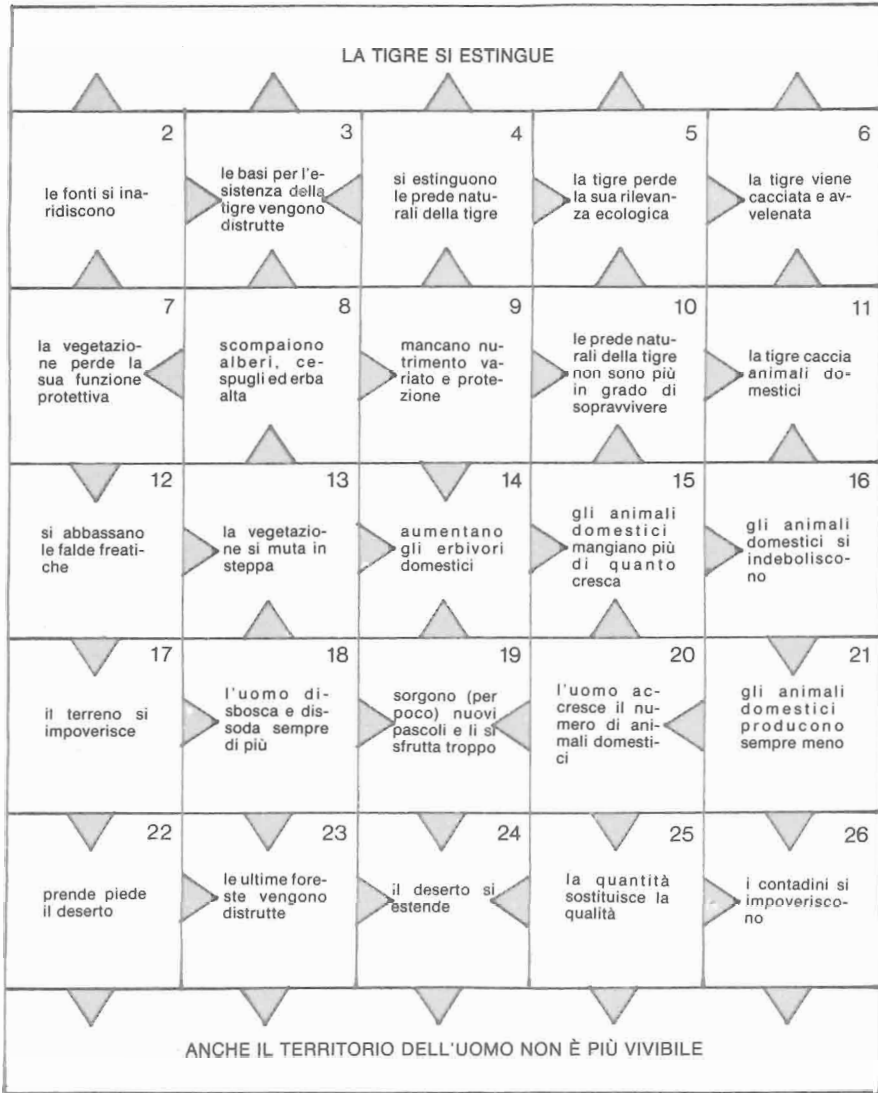 LA TIGRE SI ESTINGUE
2
le fonti si ina-
ridiscono
3
le basi per l'e-
sistenza della
tigre vengono
distrutte
4
si estinguono
le prede natu-
rali della tigre
5
la tigre perde
la sua rilevan-
za ecologica
6
la tigre viene
cacciata e av-
velenata
7
la vegetazio-
ne perde la
sua funzione
protettiva
8
scompaiono
alberi, ce-
spugli ed erba
alta
9
mancano nu-
trimento va-
riato e prote-
zione
10
le prede natu-
rali della tigre
non sono più
in grado di
sopravvivere
11
la tigre caccia
animali do-
mestici
12
si abbassano
le falde freati-
che
13
la vegetazio-
ne si muta in
steppa
14
aumentano
gli erbivori
domestici
15
gli animali
domestici
mangiano più
di quanto
cresca
16
gli animali
domestici si
indebolisco-
no
17
il terreno si
impoverisce
18
l'uomo di-
sbosca e dis-
soda sempre
di più
19
sorgono (per
poco) nuovi
pascoli e li si
sfrutta troppo
20
l'uomo ac-
cresce il nu-
mero di ani-
mali domesti-
ci
21
gli animali
domestici
producono
sempre meno
22
prende piede
il deserto
23
le ultime fore-
ste vengono
distrutte
24
il deserto si
estende
25
la quantità
sostituisce la
qualità
26
i contadini si
impoverisco-
no
ANCHE IL TERRITORIO DELL'UOMO NON È PIÙ VIVIBILE